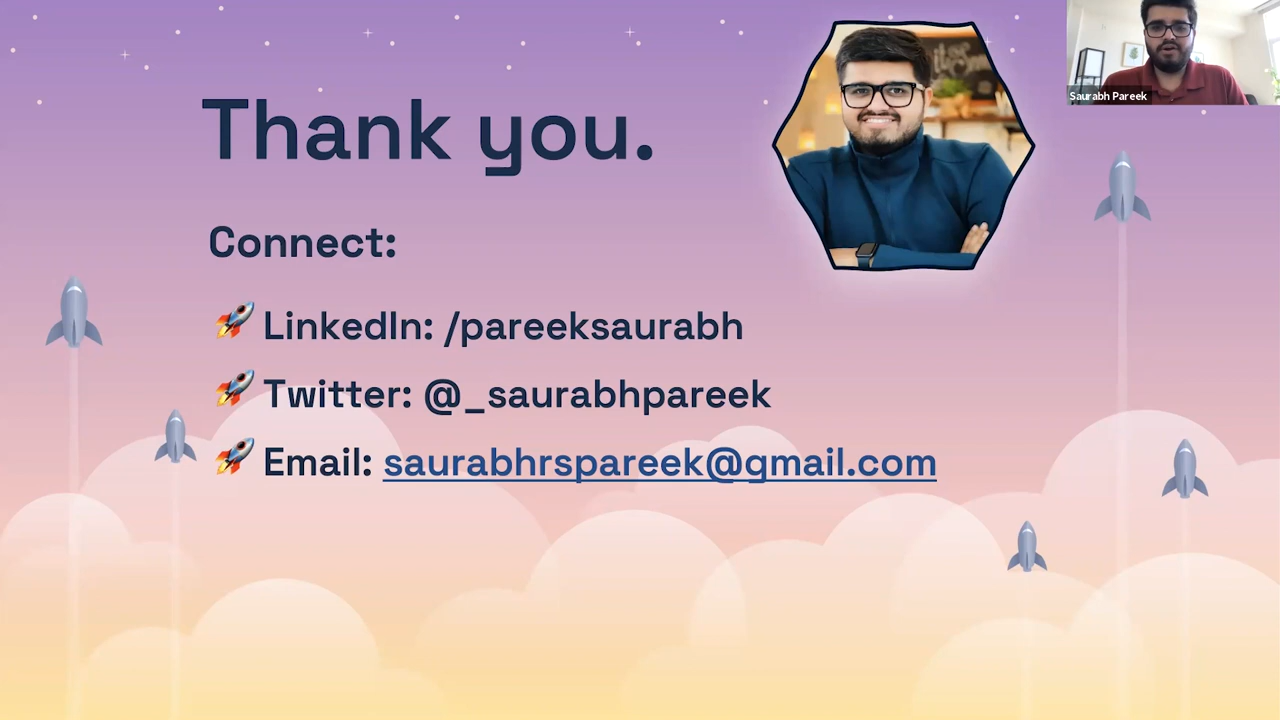 Thank you.
Connect:
🚀 LinkedIn: /pareeksaurabh
🚀 Twitter: @_saurabhpareek
🚀 Email: saurabhrspareek@gmail.com
Saurabh Pareek